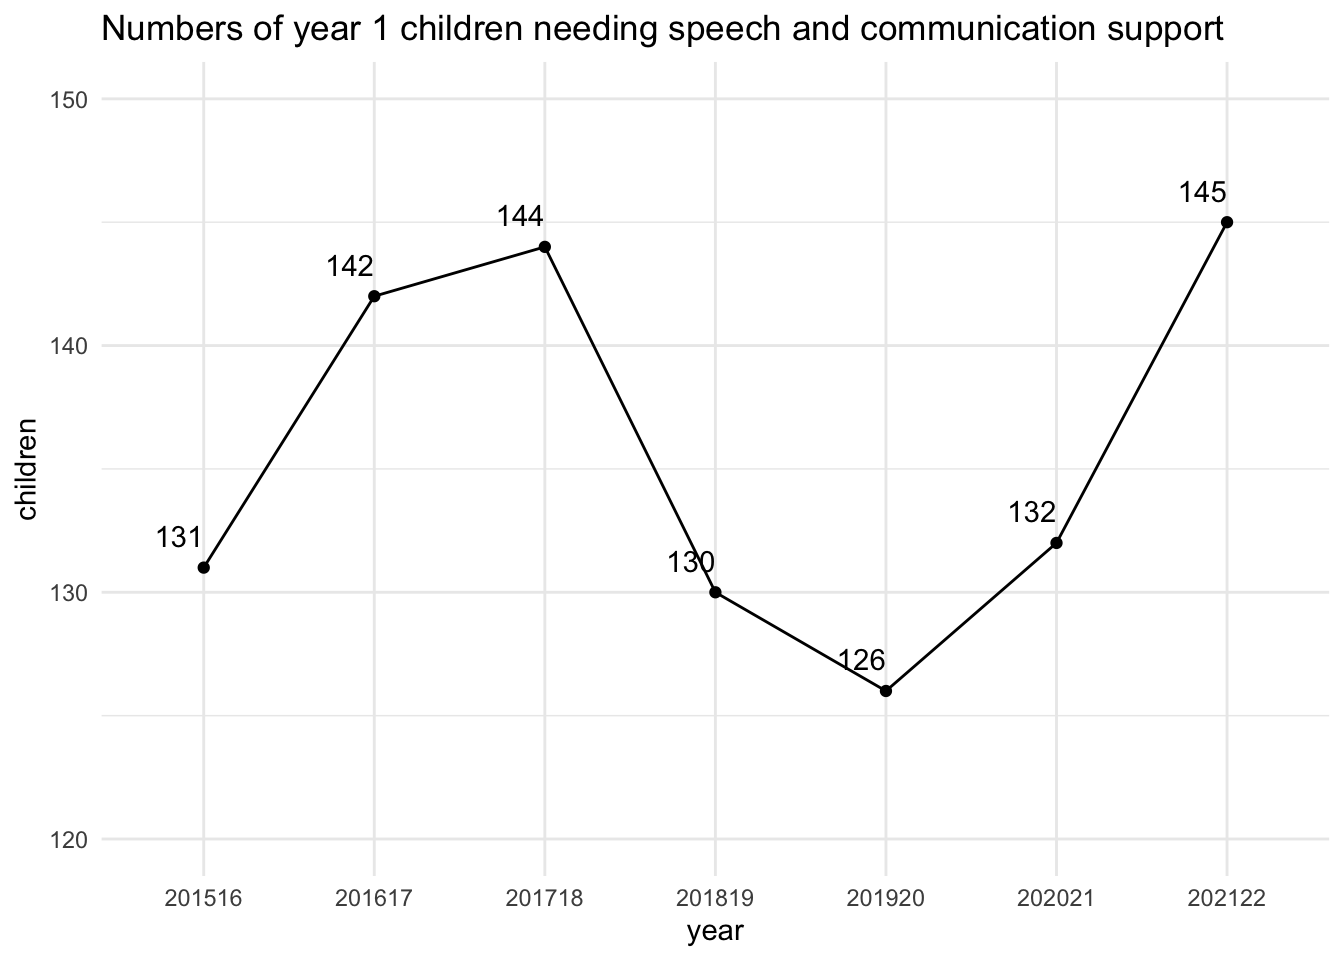 Numbers of year 1 children needing speech and communication support
150
145
144
142
140
children
132
131
130
130
126
120
201516 201617 201718 201819 201920 202021 202122
year